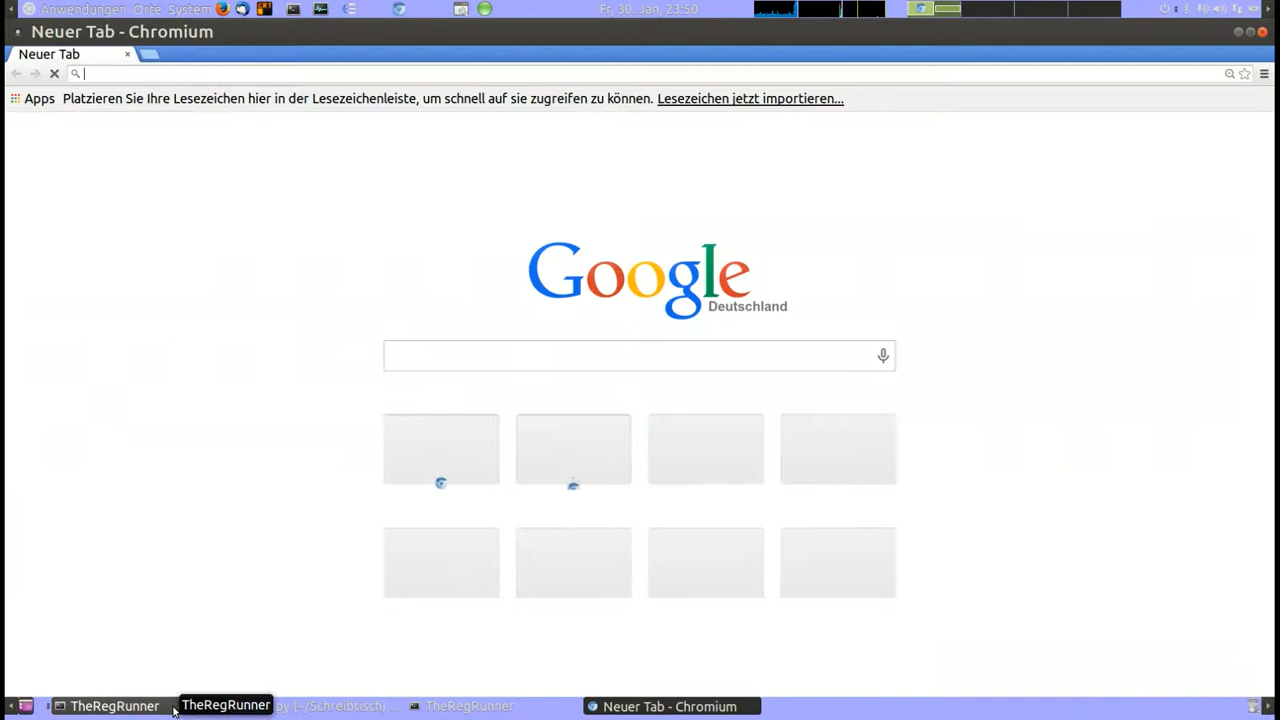 Anwendungen Orte System Fr, 30. Jan, 23:50
Neuer Tab - Chromium
Neuer Tab
Apps Platzieren Sie Ihre Lesezeichen hier in der Lesezeichenleiste, um schnell auf sie zugreifen zu können. Lesezeichen jetzt importieren...
Google
Deutschland
TheRegRunner TheRegRunner py (~/Schreibtisch) ... TheRegRunner Neuer Tab - Chromium